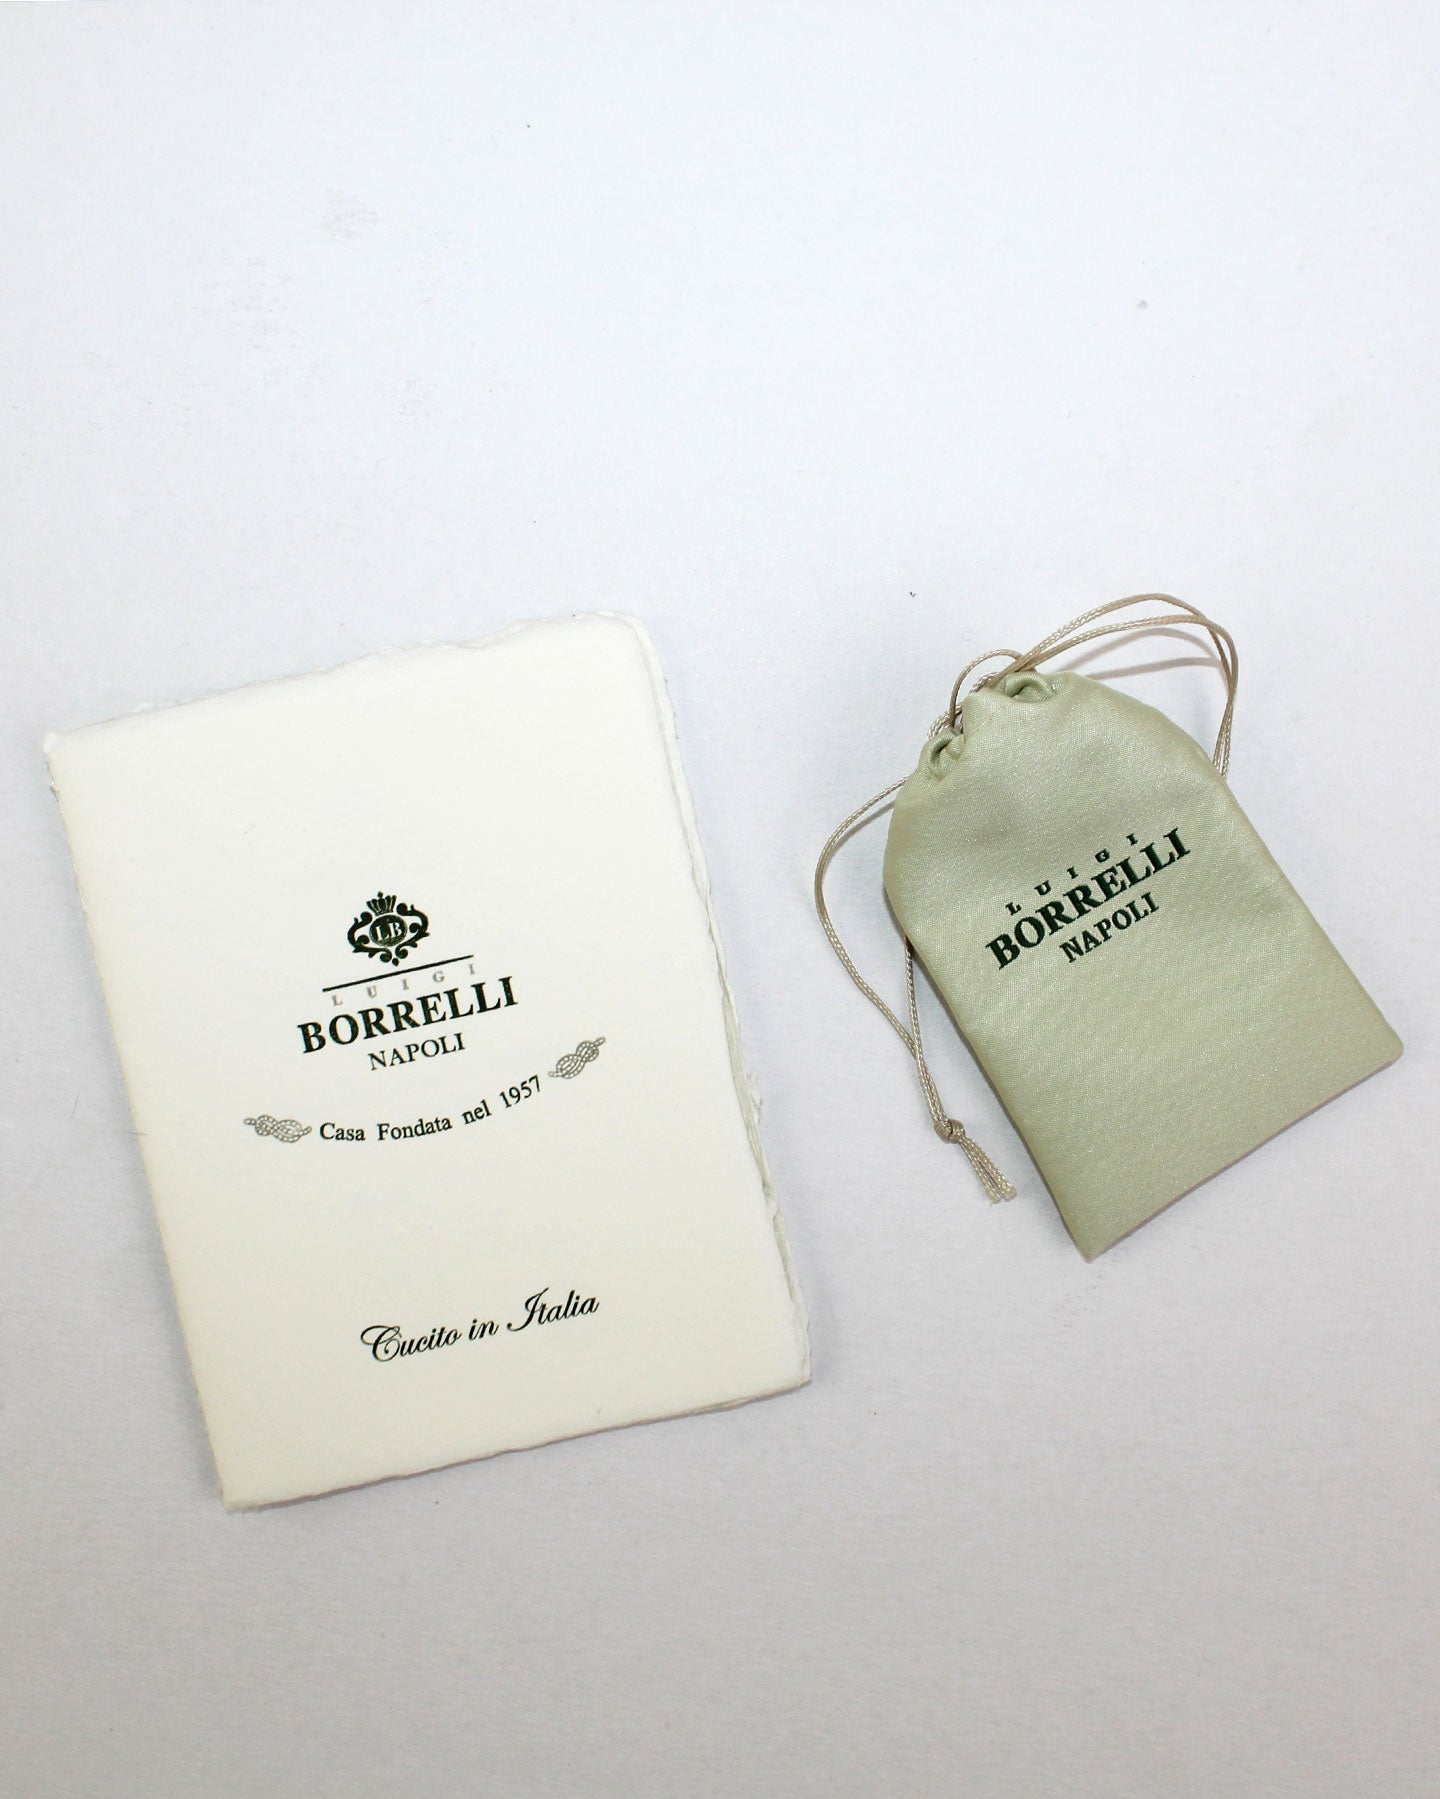 LB
LUIGI
BORRELLI
NAPOLI
Casa Fondata nel 1957
Cucito in Italia
LUIGI
BORRELLI
NAPOLI